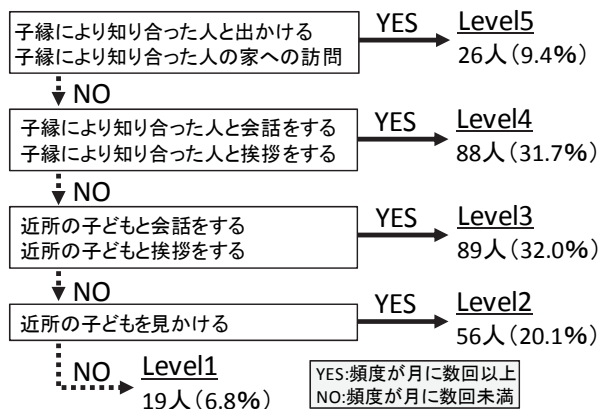 子縁により知り合った人と出かける
子縁により知り合った人の家への訪問
YES
Level5
26人(9.4%)
NO
子縁により知り合った人と会話をする
子縁により知り合った人と挨拶をする
YES
Level4
88人(31.7%)
NO
近所の子どもと会話をする
近所の子どもと挨拶をする
YES
Level3
89人(32.0%)
NO
近所の子どもを見かける
YES
Level2
56人(20.1%)
NO
Level1
19人(6.8%)
YES:頻度が月に数回以上
NO:頻度が月に数回未満